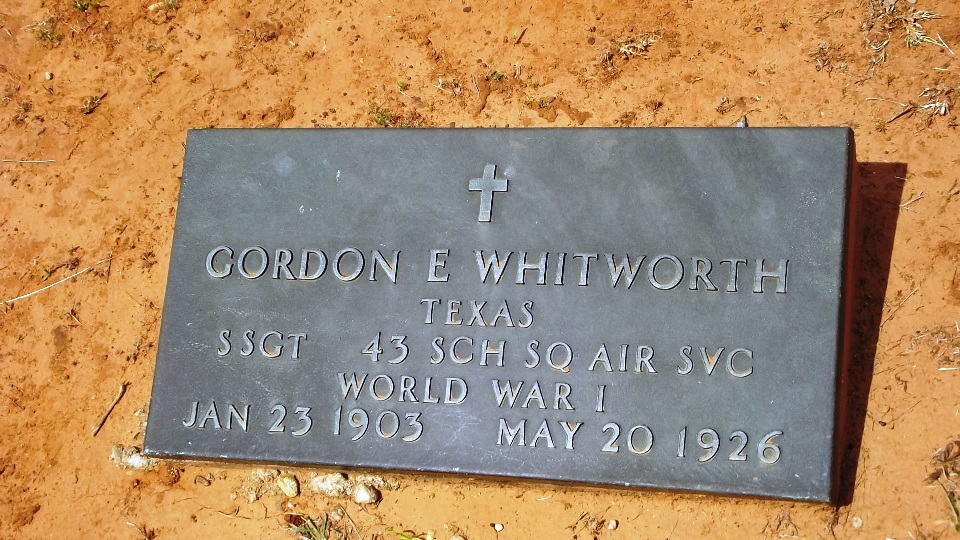 GORDON E WHITWORTH
TEXAS
SSGT 43 SCH SQ AIR SVC
WORLD WAR I
JAN 23 1903 MAY 20 1926